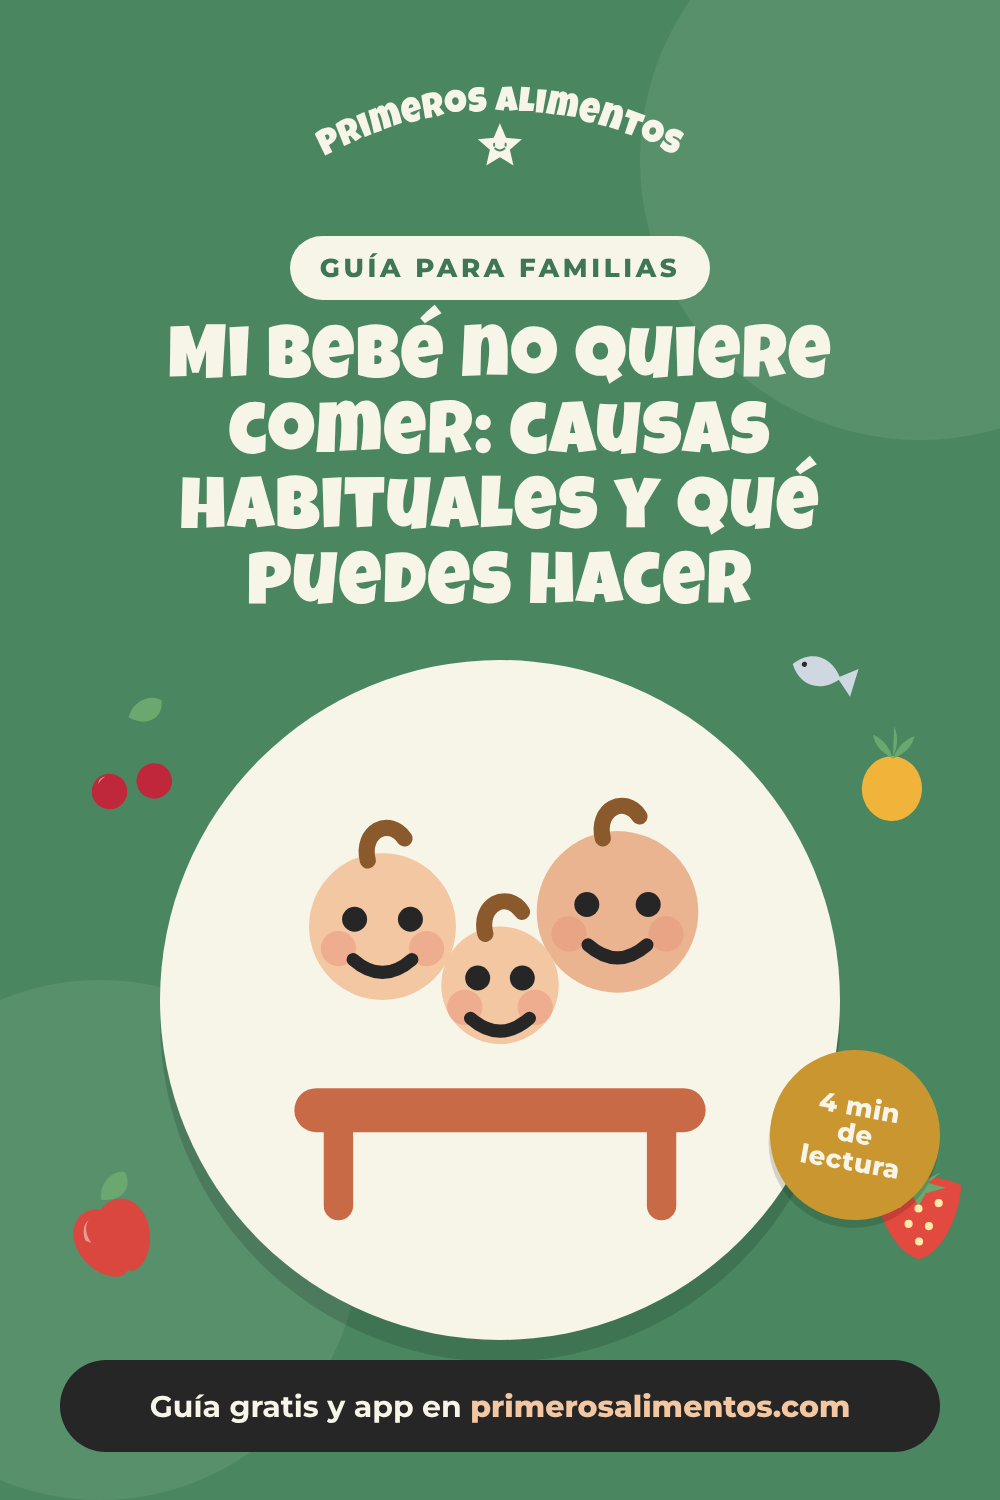 PRIMEROS ALIMENTOS
GUÍA PARA FAMILIAS
MI BEBÉ NO QUIERE
COMER: CAUSAS
HABITUALES Y QUÉ
PUEDES HACER
4 min
de
lectura
Guía gratis y app en primerosalimentos.com